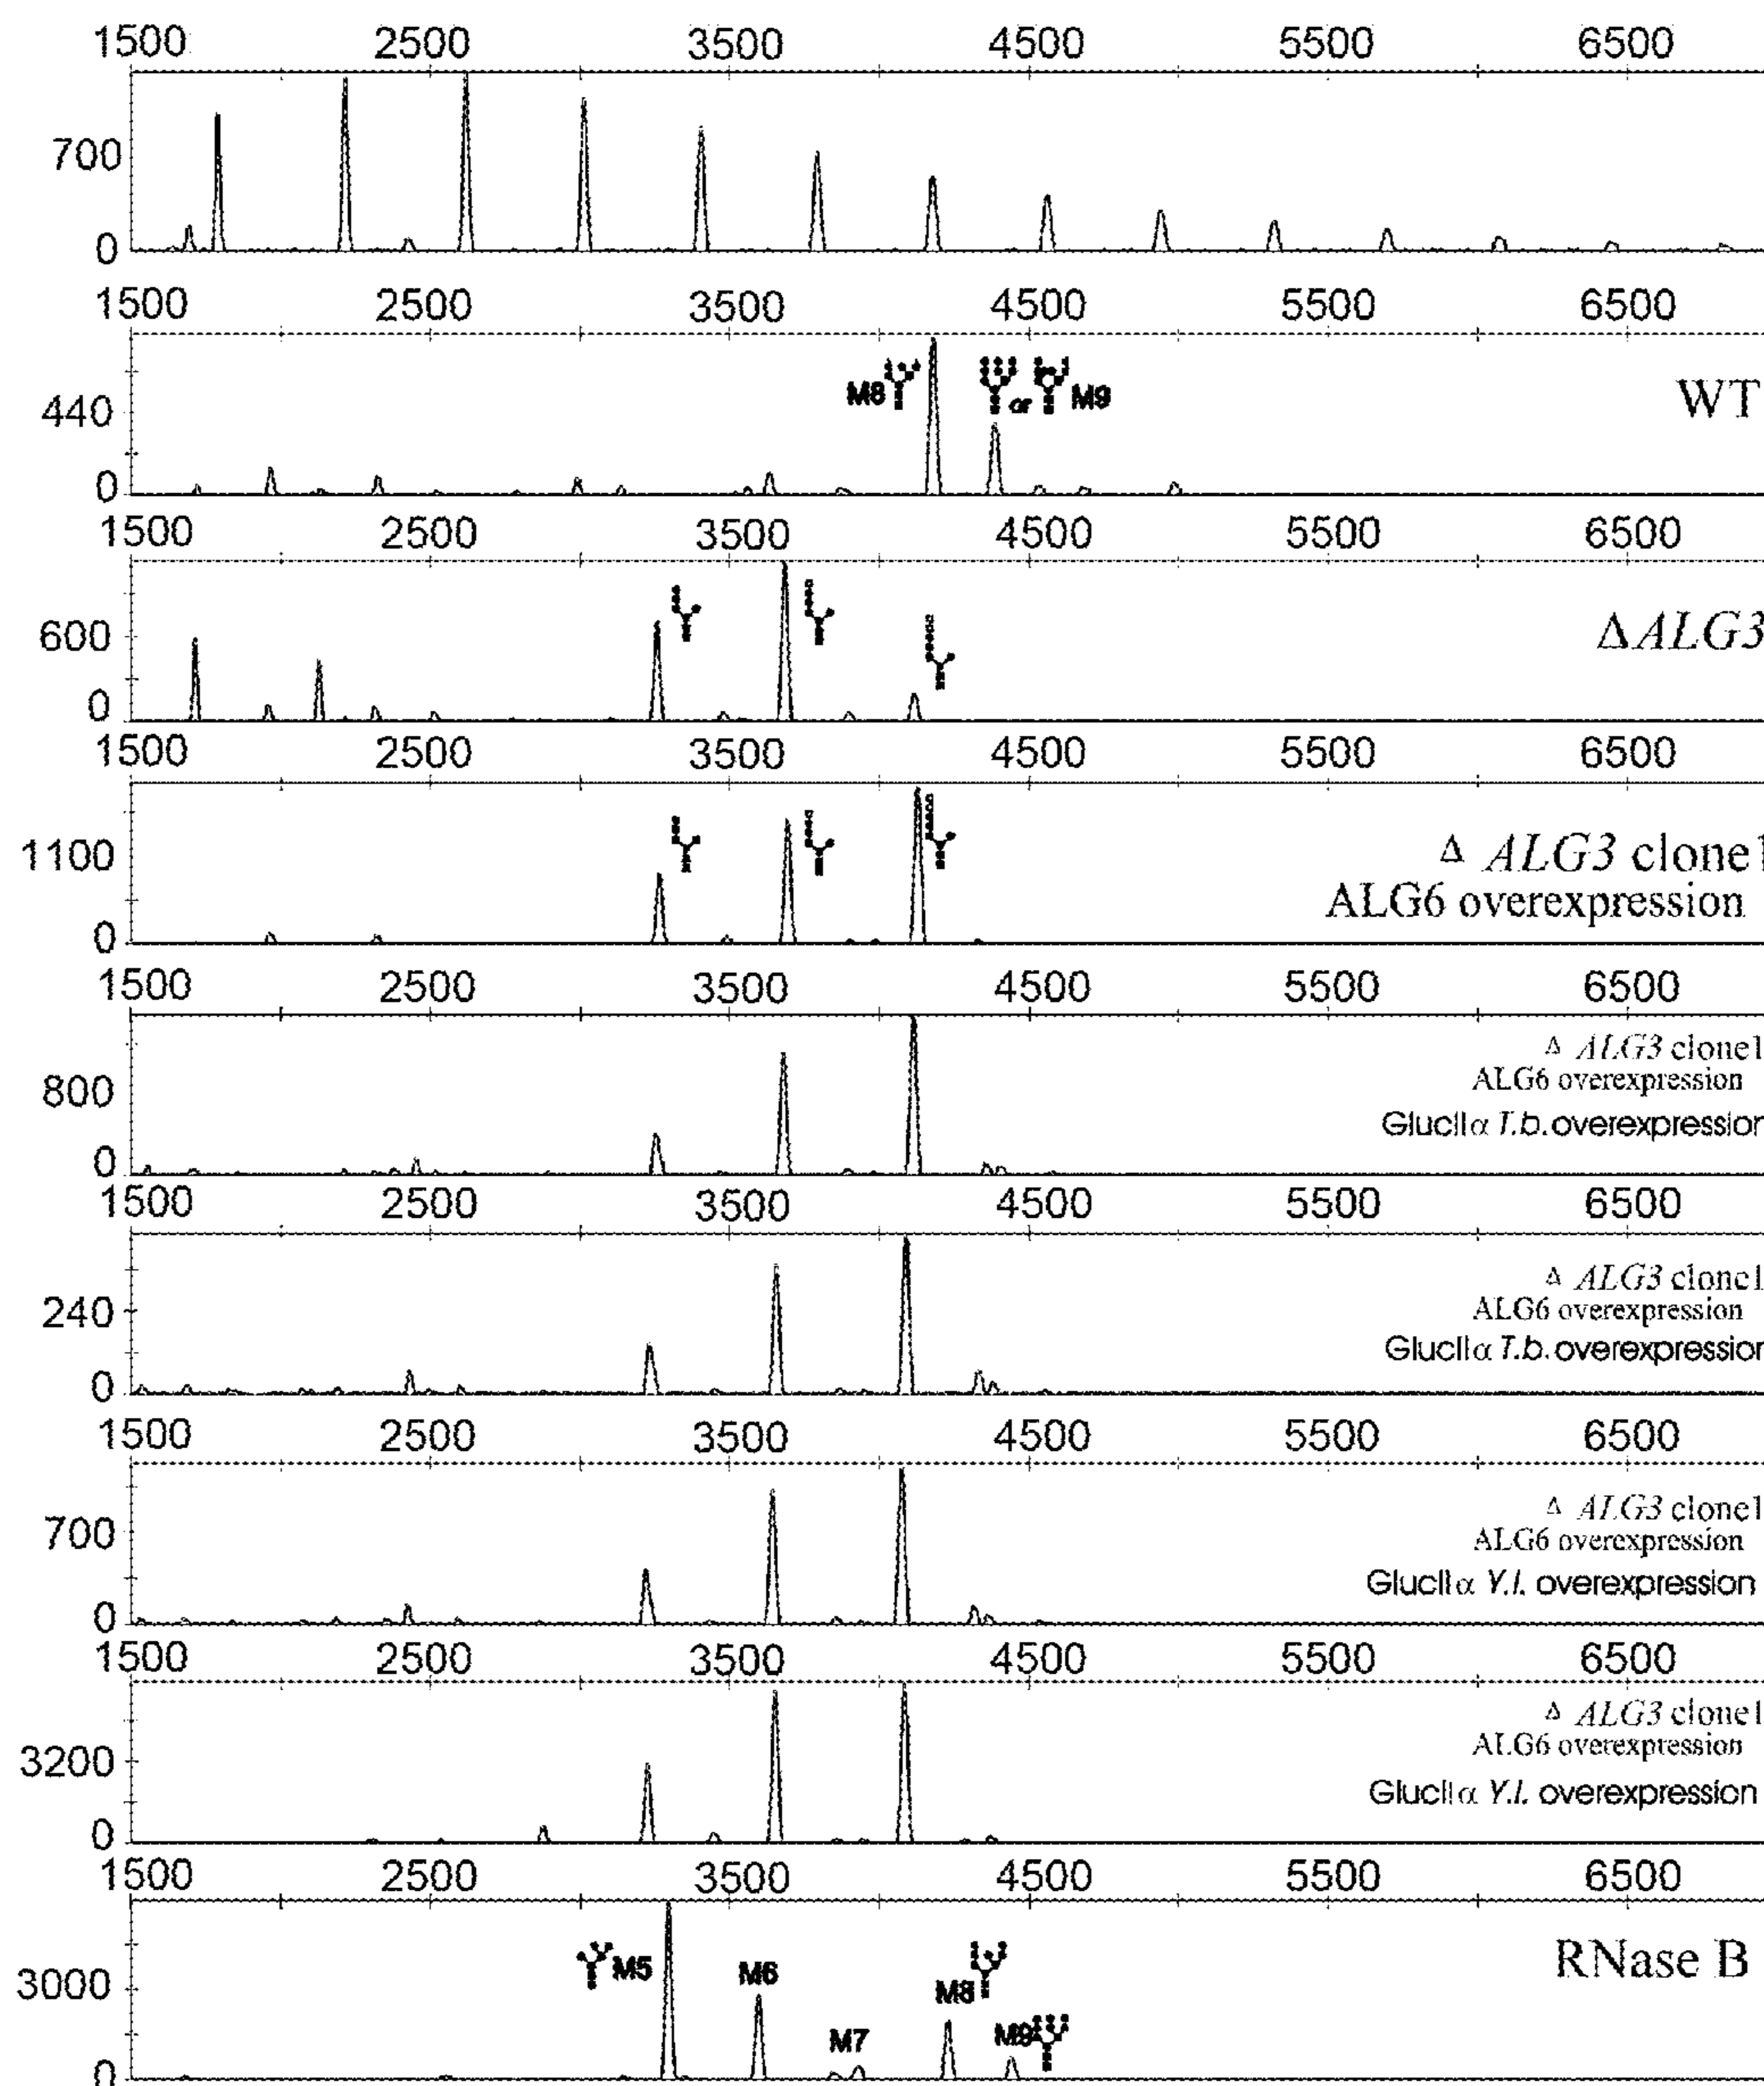 1500 2500 3500 4500 5500 6500
700
0
1500 2500 3500 4500 5500 6500
M8 or M9
WT
440
0
1500 2500 3500 4500 5500 6500
600
ΔALG3
0
1500 2500 3500 4500 5500 6500
1100
Δ ALG3 clone1
ALG6 overexpression
0
1500 2500 3500 4500 5500 6500
Δ ALG3 clone1
ALG6 overexpression
800
GlucIIα T.b. overexpression
0
1500 2500 3500 4500 5500 6500
Δ ALG3 clone1
ALG6 overexpression
240
GlucIIα T.b. overexpression
0
1500 2500 3500 4500 5500 6500
Δ ALG3 clone1
ALG6 overexpression
700
GlucIIα Y.l. overexpression
0
1500 2500 3500 4500 5500 6500
Δ ALG3 clone1
ALG6 overexpression
3200
GlucIIα Y.l. overexpression
0
1500 2500 3500 4500 5500 6500
RNase B
M5 M6 M8
3000
M7 M9
0